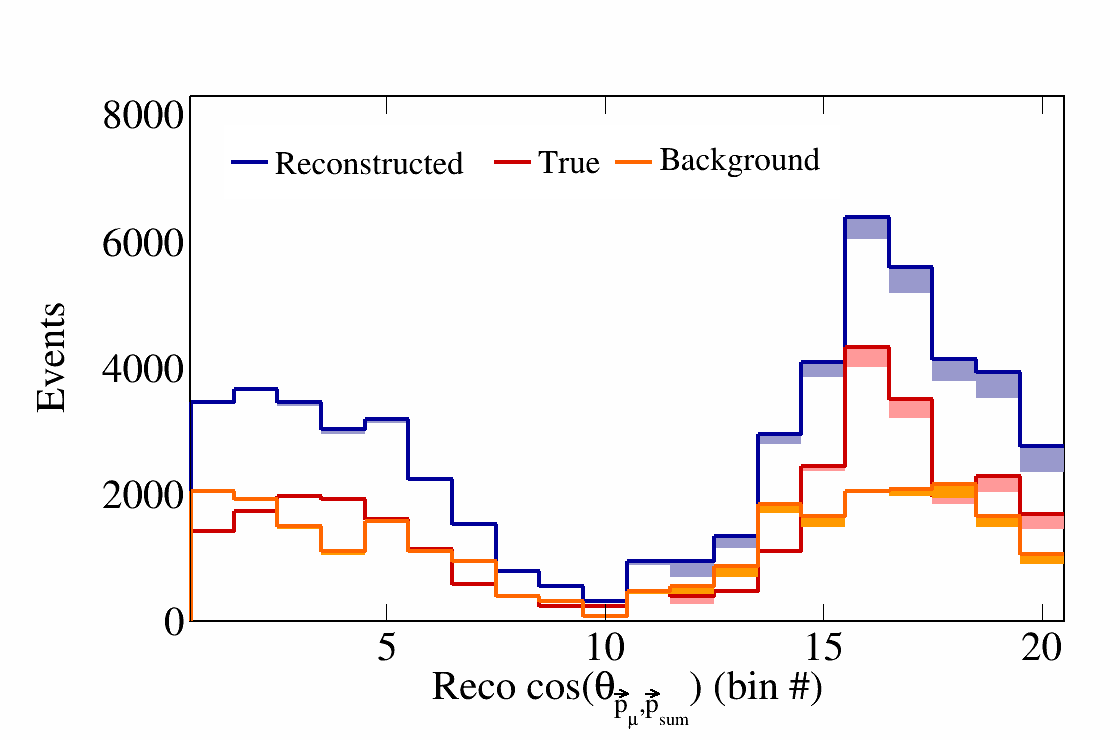 8000
Reconstructed True Background
6000
4000
2000
0
Events
5 10 15 20
Reco cos(θp⃗μ,p⃗sum) (bin #)